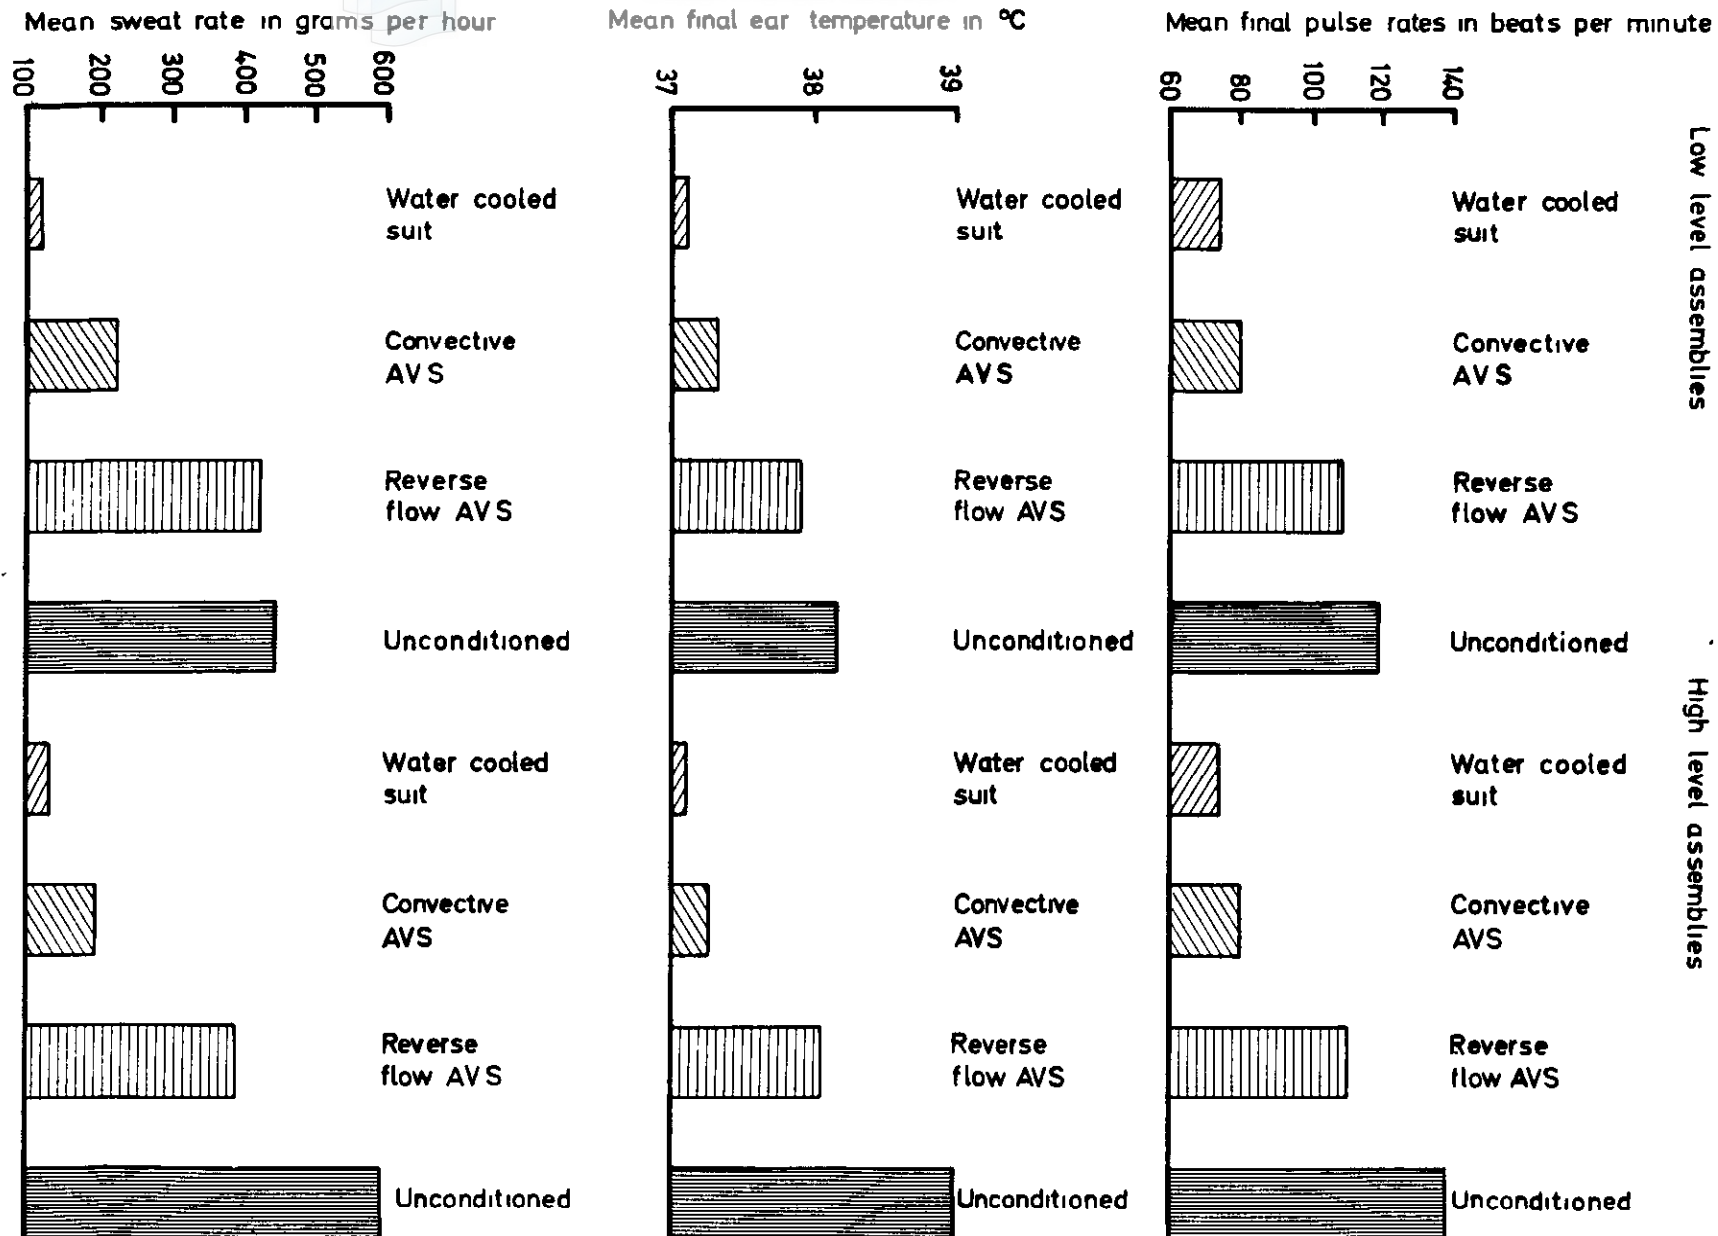 Mean sweat rate in grams per hour
100 200 300 400 500 600
Water cooled
suit
Convective
AVS
Reverse
flow AVS
Unconditioned
Water cooled
suit
Convective
AVS
Reverse
flow AVS
Unconditioned
Mean final ear temperature in °C
37 38 39
Water cooled
suit
Convective
AVS
Reverse
flow AVS
Unconditioned
Water cooled
suit
Convective
AVS
Reverse
flow AVS
Unconditioned
Mean final pulse rates in beats per minute
60 80 100 120 140
Water cooled
suit
Convective
AVS
Reverse
flow AVS
Unconditioned
Water cooled
suit
Convective
AVS
Reverse
flow AVS
Unconditioned
Low level assemblies
High level assemblies